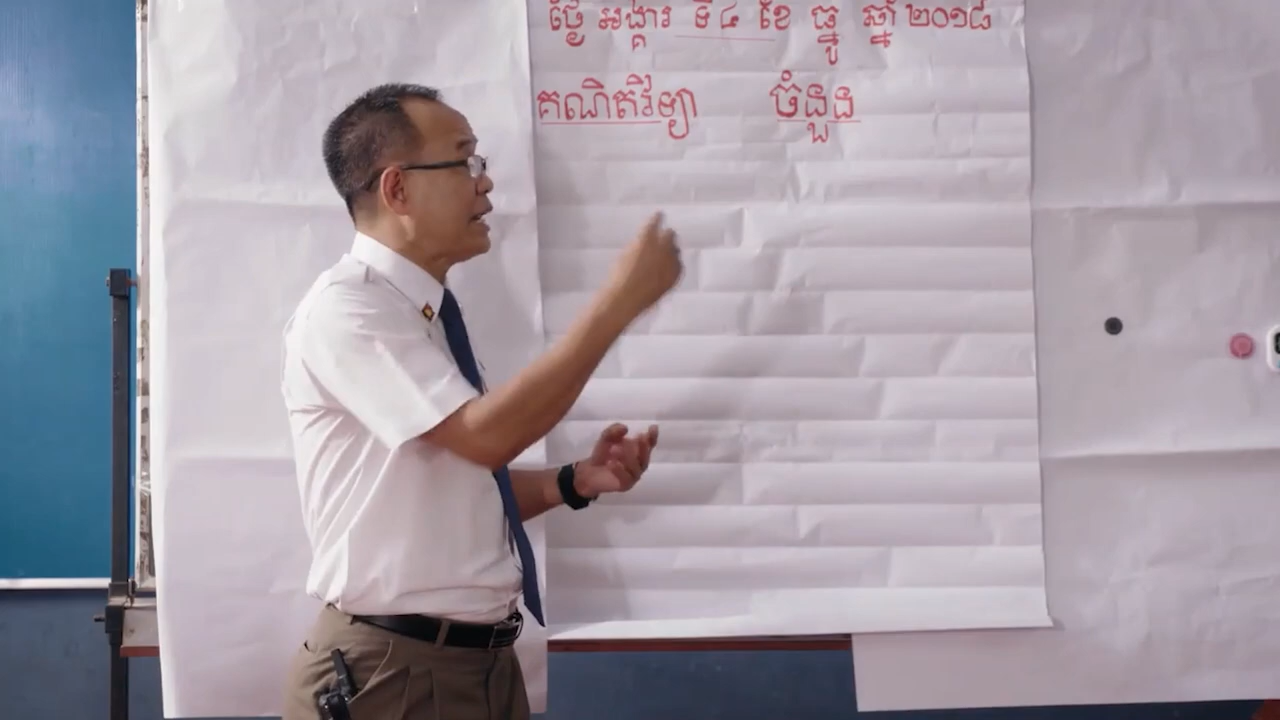 ថ្ងៃ អង្គារ ទី៤ ខែ ធ្នូ ឆ្នាំ ២០១៨
គណិតវិទ្យា ចំនួន